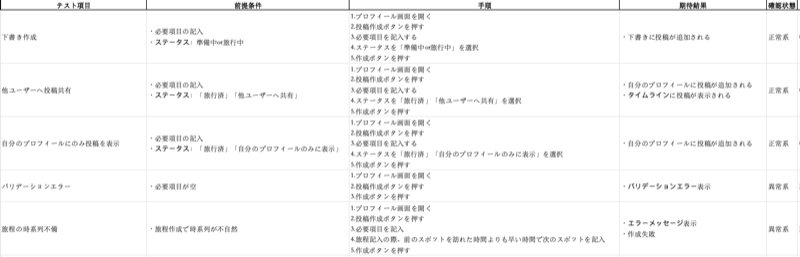 テスト項目 前提条件 手順 期待結果 確認状態
下書き作成
・必要項目の記入
・ステータス：準備中or旅行中
1.プロフィール画面を開く
2.投稿作成ボタンを押す
3.必要項目を記入する
4.ステータスを「準備中or旅行中」を選択
5.作成ボタンを押す
・下書きに投稿が追加される
正常系
他ユーザーへ投稿共有
・必要項目の記入
・ステータス：「旅行済」「他ユーザーへ共有」
1.プロフィール画面を開く
2.投稿作成ボタンを押す
3.必要項目を記入する
4.ステータスを「旅行済」「他ユーザーへ共有」を選択
5.作成ボタンを押す
・自分のプロフィールに投稿が追加される
・タイムラインに投稿が表示される
正常系
自分のプロフィールにのみ投稿を表示
・必要項目の記入
・ステータス：「旅行済」「自分のプロフィールのみに表示」
1.プロフィール画面を開く
2.投稿作成ボタンを押す
3.必要項目を記入する
4.ステータスを「旅行済」「自分のプロフィールのみに表示」を選択
5.作成ボタンを押す
・自分のプロフィールに投稿が追加される
正常系
バリデーションエラー
・必要項目が空
1.プロフィール画面を開く
2.投稿作成ボタンを押す
3.作成ボタンを押す
・バリデーションエラー表示
異常系
旅程の時系列不備
・旅程作成で時系列が不自然
1.プロフィール画面を開く
2.投稿作成ボタンを押す
3.必要項目を記入
4.旅程記入の際、前のスポットを訪れた時間よりも早い時間で次のスポットを記入
5.作成ボタンを押す
・エラーメッセージ表示
・作成失敗
異常系